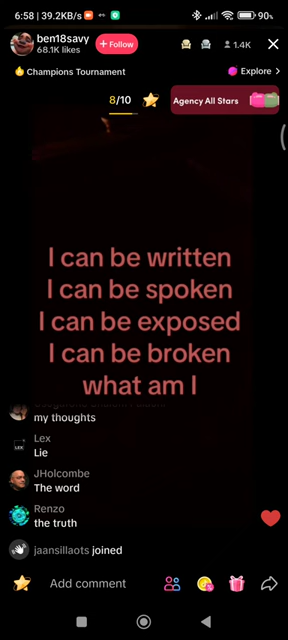 6:58 | 39.2KB/s
90%
ben18savy
68.1K likes
+ Follow
1.4K
Champions Tournament
Explore >
8/10
Agency All Stars
I can be written
I can be spoken
I can be exposed
I can be broken
what am I
my thoughts
Lex
Lie
JHolcombe
The word
Renzo
the truth
jaansillaots joined
Add comment